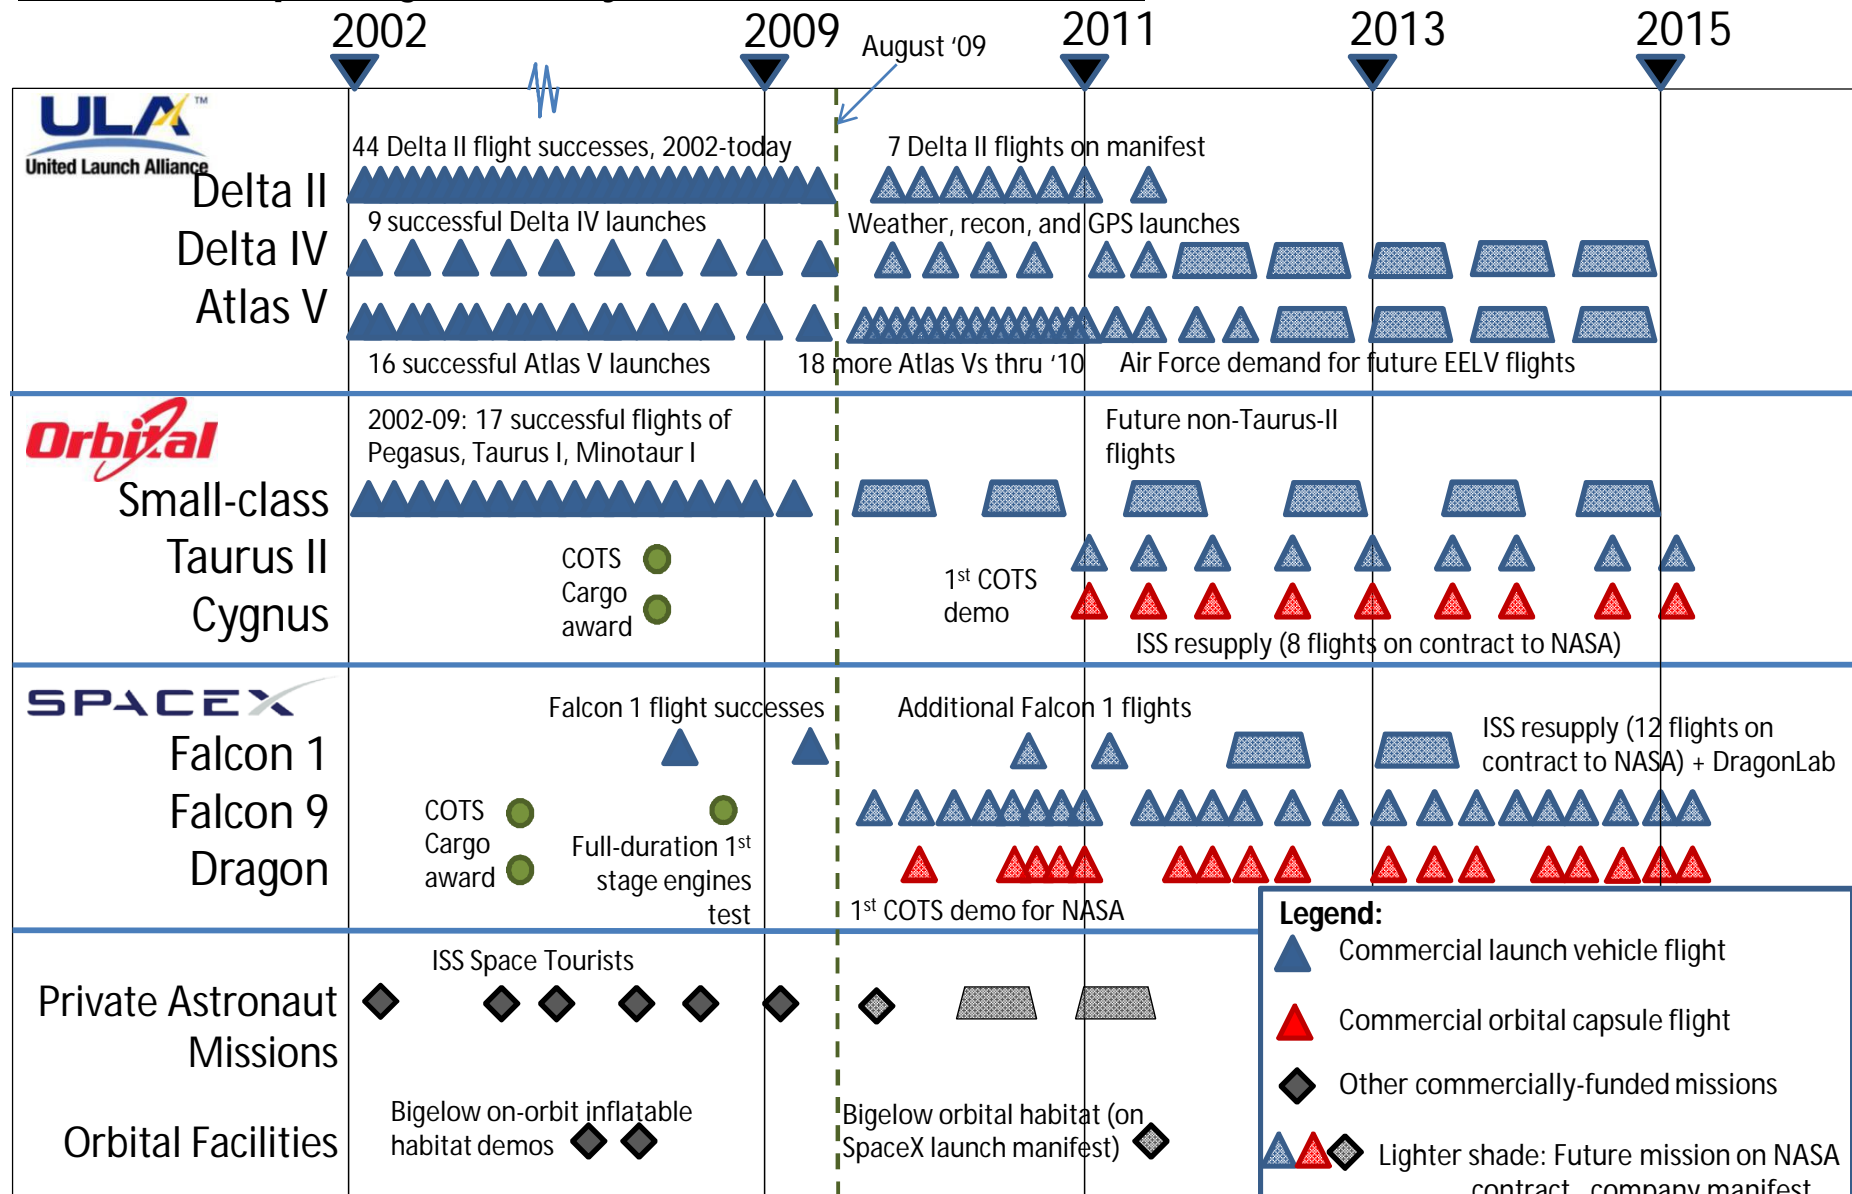 2002
2009
August ‘09
2011
2013
2015
ULA™
United Launch Alliance
44 Delta II flight successes, 2002-today
7 Delta II flights on manifest
Delta II
9 successful Delta IV launches
Weather, recon, and GPS launches
Delta IV
Atlas V
16 successful Atlas V launches
18 more Atlas Vs thru ‘10
Air Force demand for future EELV flights
Orbital
2002-09: 17 successful flights of
Pegasus, Taurus I, Minotaur I
Future non-Taurus-II
flights
Small-class
Taurus II
Cygnus
COTS
Cargo
award
1st COTS
demo
ISS resupply (8 flights on contract to NASA)
SPACEX
Falcon 1 flight successes
Additional Falcon 1 flights
ISS resupply (12 flights on
contract to NASA) + DragonLab
Falcon 1
Falcon 9
Dragon
COTS
Cargo
award
Full-duration 1st
stage engines
test
1st COTS demo for NASA
ISS Space Tourists
Private Astronaut
Missions
Bigelow on-orbit inflatable
habitat demos
Bigelow orbital habitat (on
SpaceX launch manifest)
Orbital Facilities
Legend:
Commercial launch vehicle flight
Commercial orbital capsule flight
Other commercially-funded missions
Lighter shade: Future mission on NASA
contract, company manifest